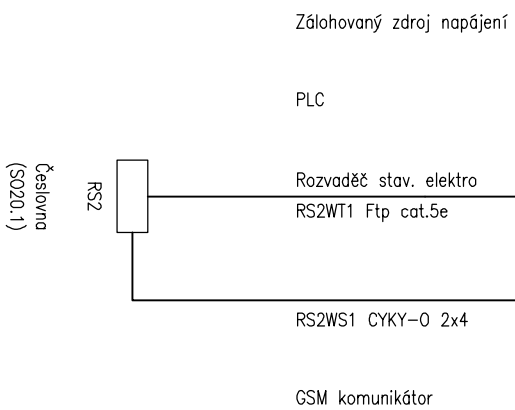 Zálohovaný zdroj napájení
PLC
Rozvaděč stav. elektro
RS2WT1 Ftp cat.5e
Česlovna
(SO20.1)
RS2
RS2WS1 CYKY-O 2x4
GSM komunikátor